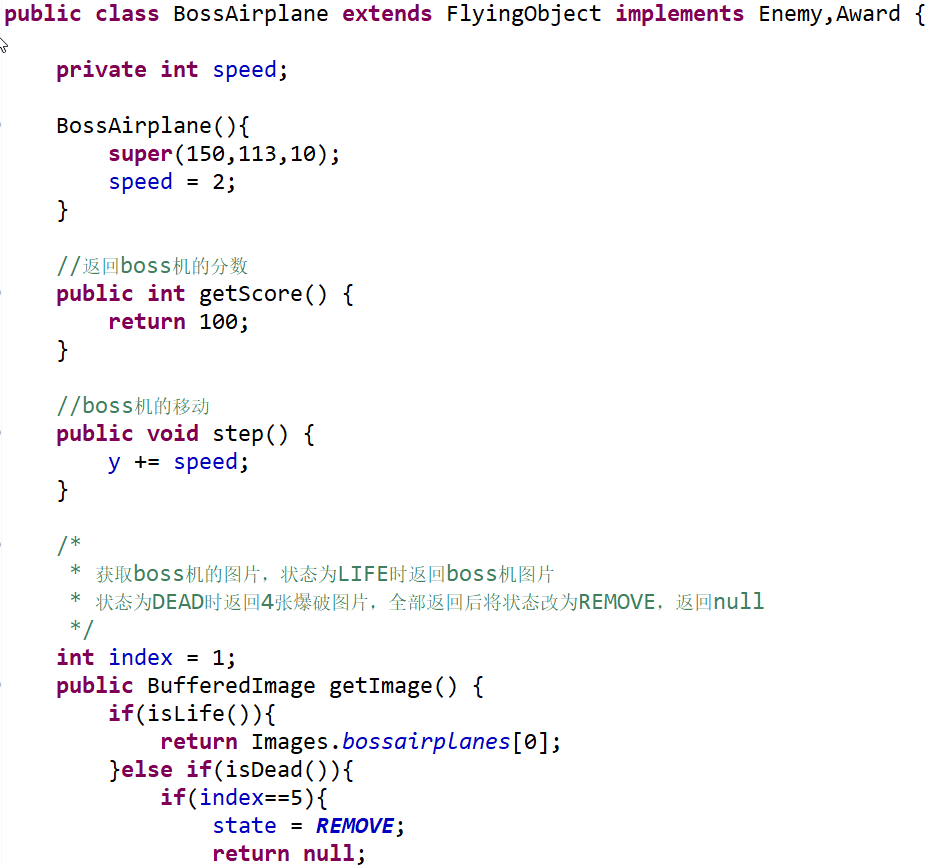 public class BossAirplane extends FlyingObject implements Enemy,Award {
private int speed;
BossAirplane(){
super(150,113,10);
speed = 2;
}
//返回boss机的分数
public int getScore() {
return 100;
}
//boss机的移动
public void step() {
y += speed;
}
/*
* 获取boss机的图片，状态为LIFE时返回boss机图片
* 状态为DEAD时返回4张爆破图片，全部返回后将状态改为REMOVE，返回null
*/
int index = 1;
public BufferedImage getImage() {
if(isLife()){
return Images.bossairplanes[0];
}else if(isDead()){
if(index==5){
state = REMOVE;
return null;